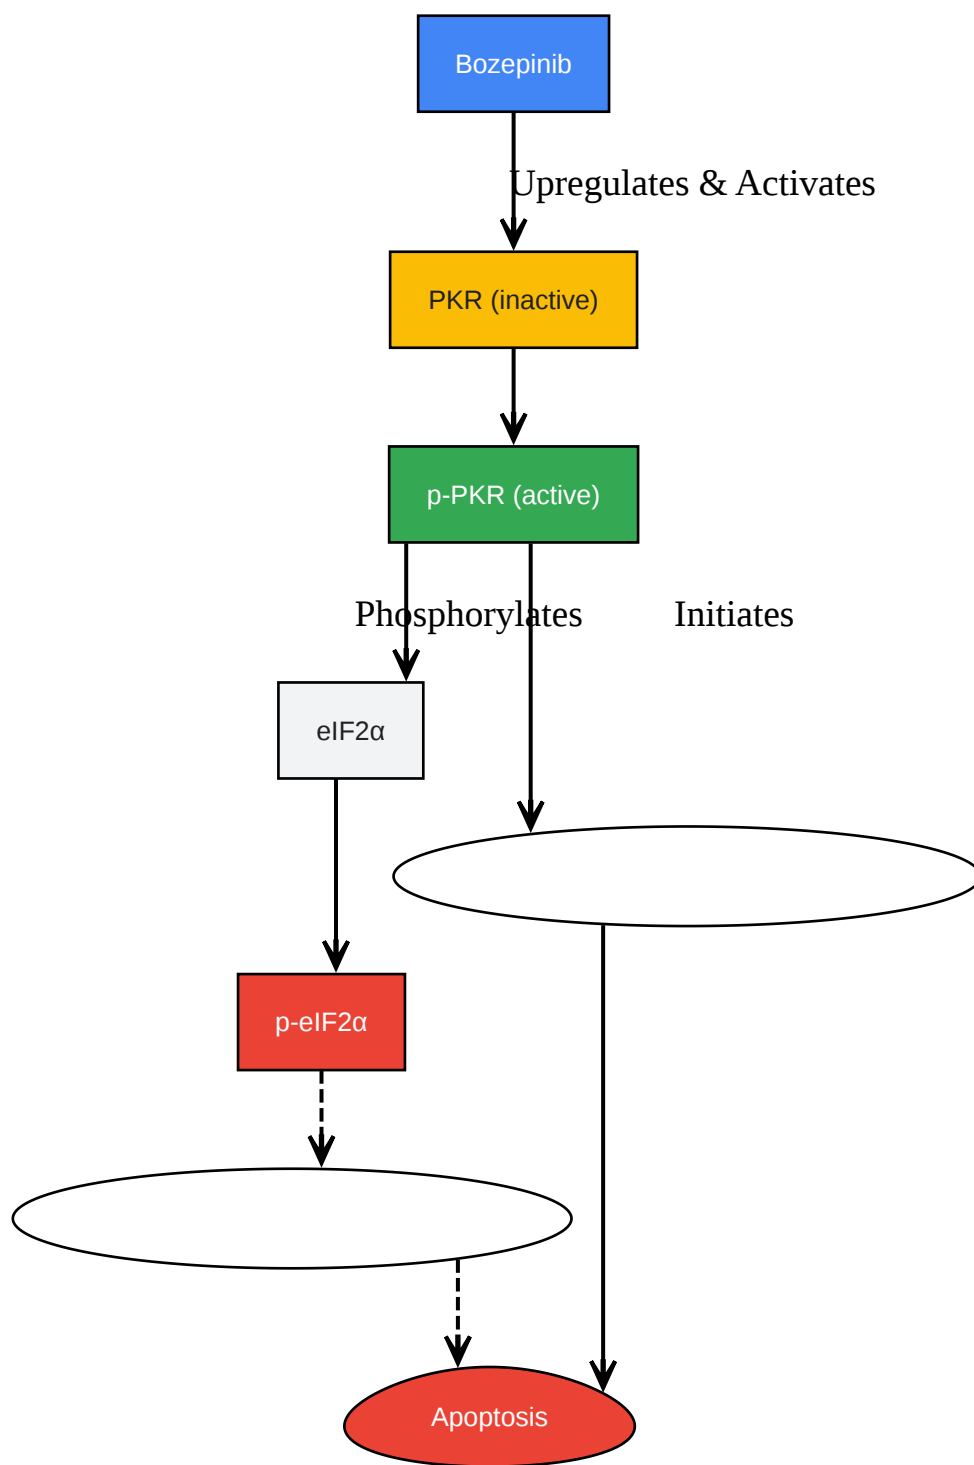 Bozepinib
Upregulates & Activates
PKR (inactive)
p-PKR (active)
Phosphorylates
Initiates
eIF2α
p-eIF2α
Apoptosis